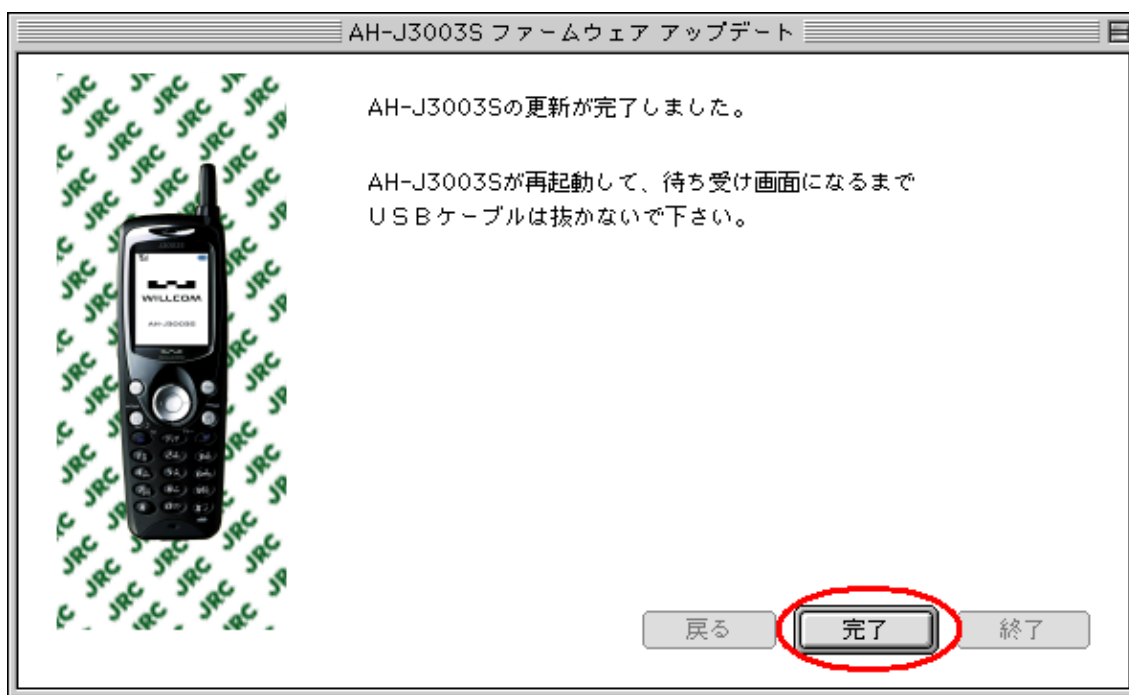 AH-J3003S ファームウェア アップデート
AH-J3003Sの更新が完了しました。
AH-J3003Sが再起動して、待ち受け画面になるまで
ＵＳＢケーブルは抜かないで下さい。
JRC
WILLCOM
AH-J3003S
戻る
完了
終了